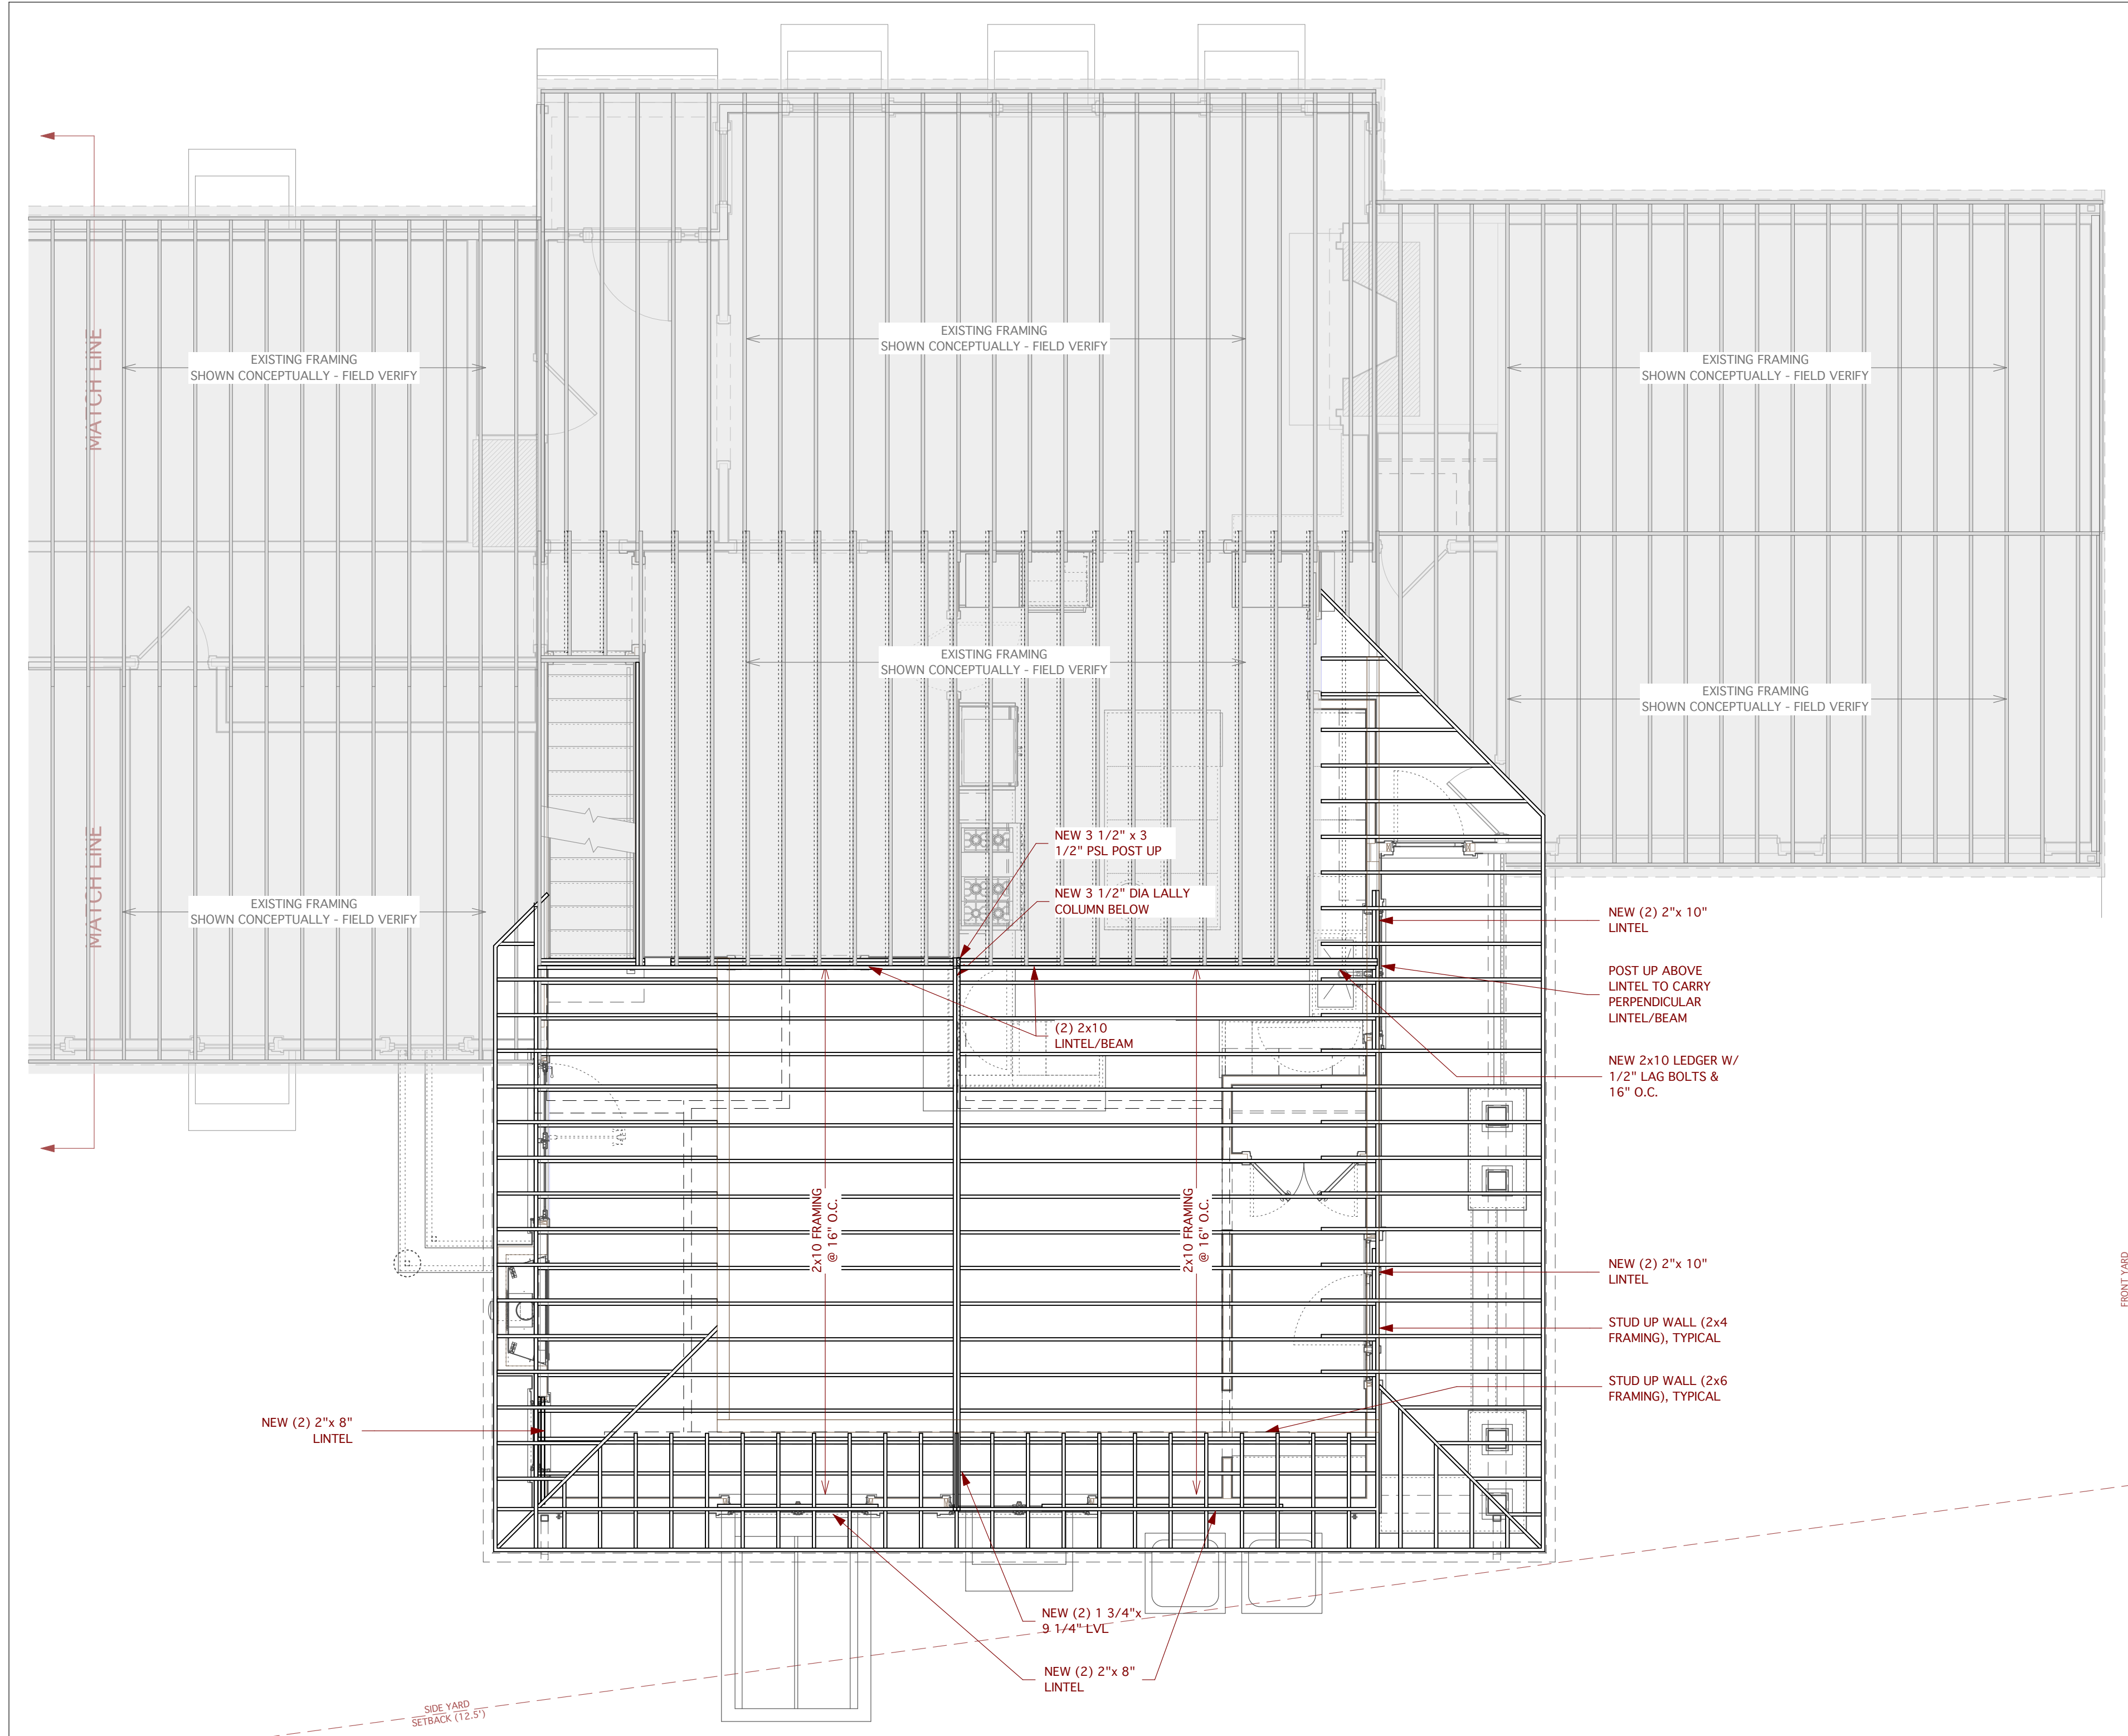 EXISTING FRAMING
SHOWN CONCEPTUALLY - FIELD VERIFY
EXISTING FRAMING
SHOWN CONCEPTUALLY - FIELD VERIFY
EXISTING FRAMING
SHOWN CONCEPTUALLY - FIELD VERIFY
MATCH LINE
EXISTING FRAMING
SHOWN CONCEPTUALLY - FIELD VERIFY
EXISTING FRAMING
SHOWN CONCEPTUALLY - FIELD VERIFY
MATCH LINE
EXISTING FRAMING
SHOWN CONCEPTUALLY - FIELD VERIFY
NEW 3 1/2" x 3
1/2" PSL POST UP
NEW 3 1/2" DIA LALLY
COLUMN BELOW
(2) 2x10
LINTEL/BEAM
NEW (2) 2"x 10"
LINTEL
POST UP ABOVE
LINTEL TO CARRY
PERPENDICULAR
LINTEL/BEAM
NEW 2x10 LEDGER W/
1/2" LAG BOLTS &
16" O.C.
2x10 FRAMING
@ 16" O.C.
2x10 FRAMING
@ 16" O.C.
NEW (2) 2"x 10"
LINTEL
FRONT YARD
STUD UP WALL (2x4
FRAMING), TYPICAL
STUD UP WALL (2x6
FRAMING), TYPICAL
NEW (2) 2"x 8"
LINTEL
NEW (2) 1 3/4"x
9 1/4" LVL
NEW (2) 2"x 8"
LINTEL
SIDE YARD
SETBACK (12.5')